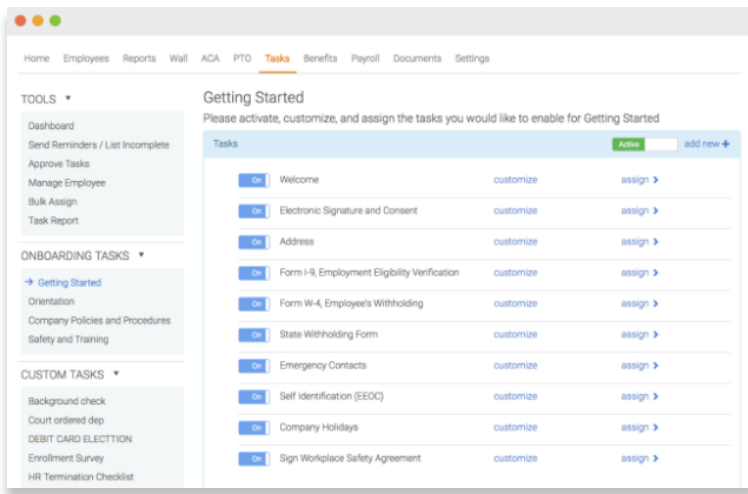 Home Employees Reports Wall ACA PTO Tasks Benefits Payroll Documents Settings
TOOLS
Dashboard
Send Reminders / List Incomplete
Approve Tasks
Manage Employee
Bulk Assign
Task Report
ONBOARDING TASKS
Getting Started
Orientation
Company Policies and Procedures
Safety and Training
CUSTOM TASKS
Background check
Court ordered dep
DEBIT CARD ELECTTION
Enrollment Survey
HR Termination Checklist
Getting Started
Please activate, customize, and assign the tasks you would like to enable for Getting Started
Tasks Active add new
On Welcome customize assign
On Electronic Signature and Consent customize assign
On Address customize assign
On Form I-9, Employment Eligibility Verification customize assign
On Form W-4, Employee's Withholding customize assign
On State Withholding Form customize assign
On Emergency Contacts customize assign
On Self Identification (EEOC) customize assign
On Company Holidays customize assign
On Sign Workplace Safety Agreement customize assign